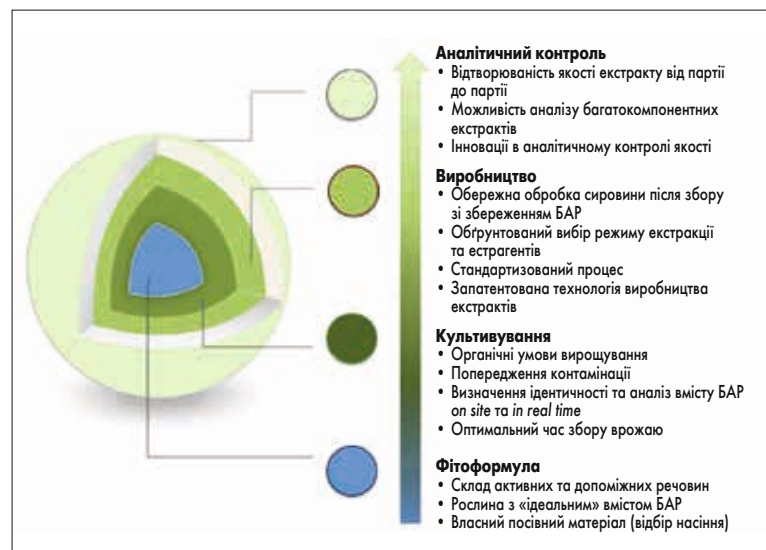 Аналітичний контроль
• Відтворюваність якості екстракту від партії
до партії
• Можливість аналізу багатокомпонентних
екстрактів
• Інновації в аналітичному контролі якості
Виробництво
• Обережна обробка сировини після збору
зі збереженням БАР
• Обґрунтований вибір режиму екстракції
та естрагентів
• Стандартизований процес
• Запатентована технологія виробництва
екстрактів
Культивування
• Органічні умови вирощування
• Попередження контамінації
• Визначення ідентичності та аналіз вмісту БАР
on site та in real time
• Оптимальний час збору врожаю
Фітоформула
• Склад активних та допоміжних речовин
• Рослина з «ідеальним» вмістом БАР
• Власний посівний матеріал (відбір насіння)